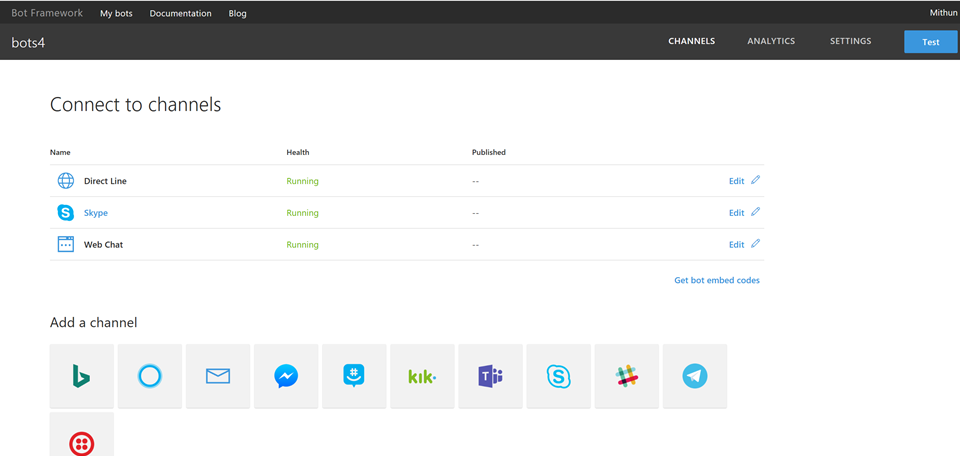 Bot Framework My bots Documentation Blog Mithun
bots4 CHANNELS ANALYTICS SETTINGS Test
Connect to channels
Name Health Published
Direct Line Running -- Edit
Skype Running -- Edit
Web Chat Running -- Edit
Get bot embed codes
Add a channel
kik.